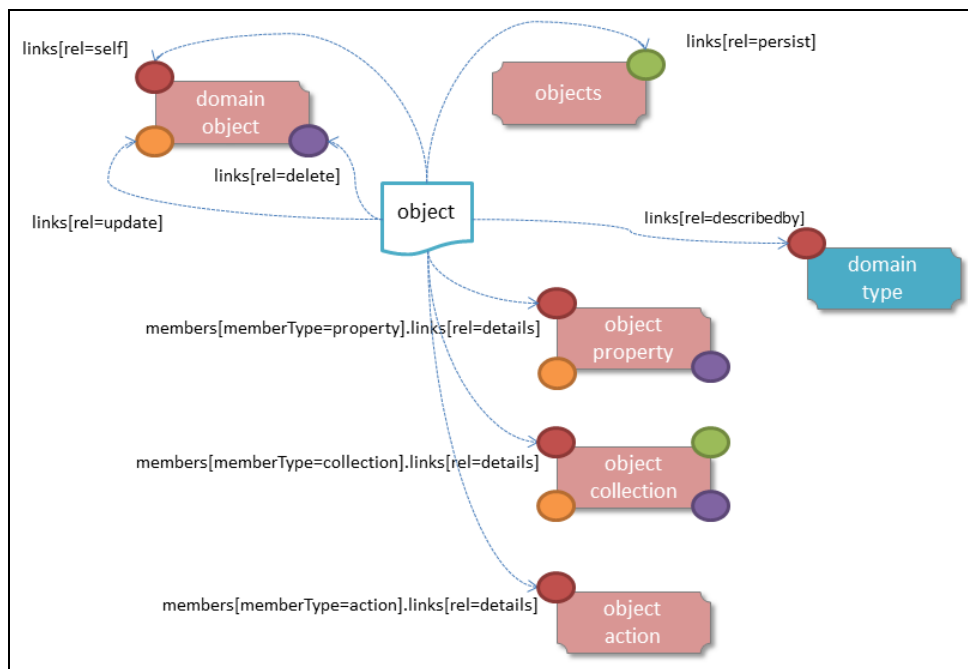 links[rel=self]
links[rel=persist]
domain
object
objects
links[rel=delete]
links[rel=update]
object
links[rel=describedby]
domain
type
members[memberType=property].links[rel=details]
object
property
members[memberType=collection].links[rel=details]
object
collection
members[memberType=action].links[rel=details]
object
action